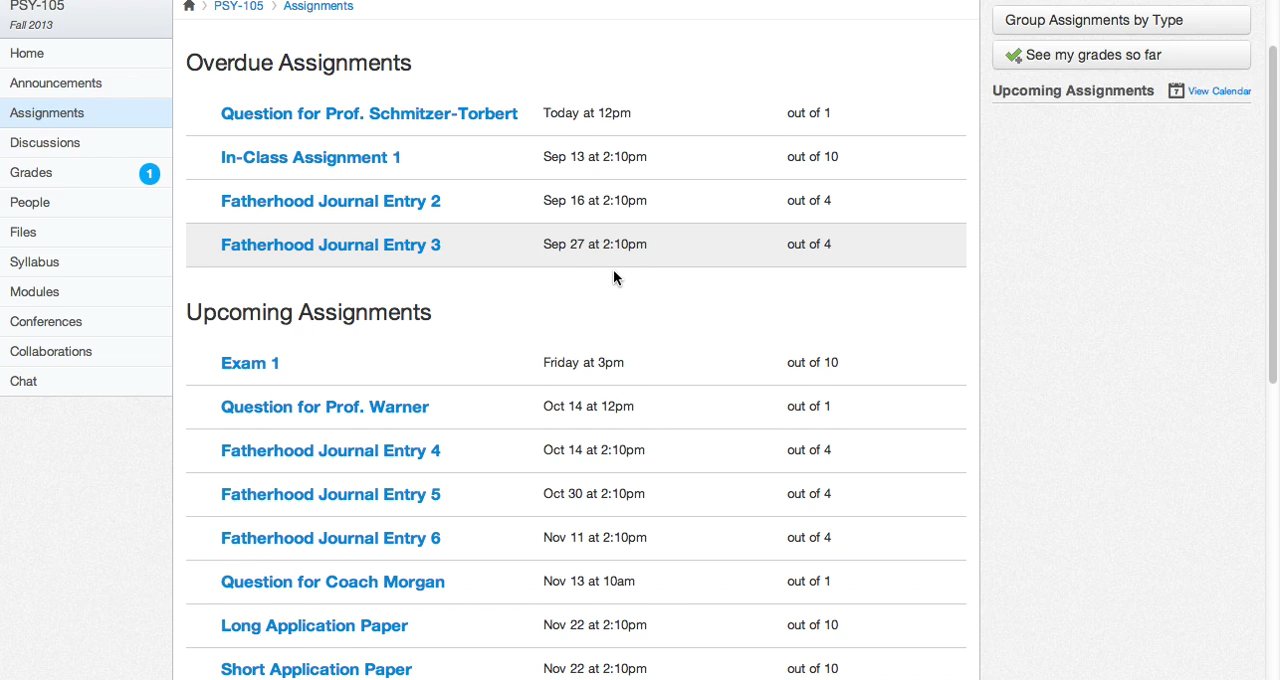 PSY-105
Fall 2013
Home
Announcements
Assignments
Discussions
Grades 1
People
Files
Syllabus
Modules
Conferences
Collaborations
Chat
PSY-105 Assignments
Overdue Assignments
Question for Prof. Schmitzer-Torbert Today at 12pm out of 1
In-Class Assignment 1 Sep 13 at 2:10pm out of 10
Fatherhood Journal Entry 2 Sep 16 at 2:10pm out of 4
Fatherhood Journal Entry 3 Sep 27 at 2:10pm out of 4
Upcoming Assignments
Exam 1 Friday at 3pm out of 10
Question for Prof. Warner Oct 14 at 12pm out of 1
Fatherhood Journal Entry 4 Oct 14 at 2:10pm out of 4
Fatherhood Journal Entry 5 Oct 30 at 2:10pm out of 4
Fatherhood Journal Entry 6 Nov 11 at 2:10pm out of 4
Question for Coach Morgan Nov 13 at 10am out of 1
Long Application Paper Nov 22 at 2:10pm out of 10
Short Application Paper Nov 22 at 2:10pm out of 10
Group Assignments by Type
See my grades so far
Upcoming Assignments 7 View Calendar